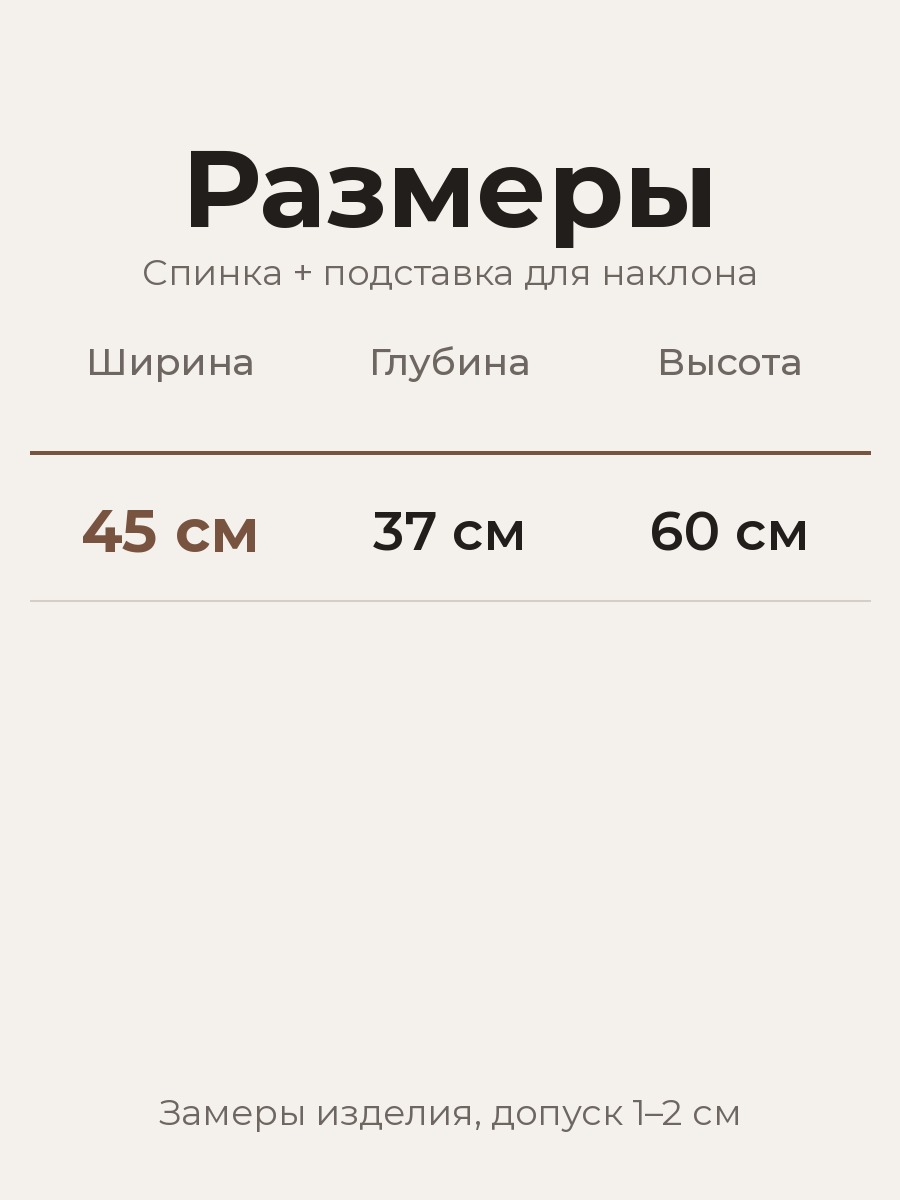 Размеры
Спинка + подставка для наклона
Ширина Глубина Высота
45 см 37 см 60 см
Замеры изделия, допуск 1–2 см